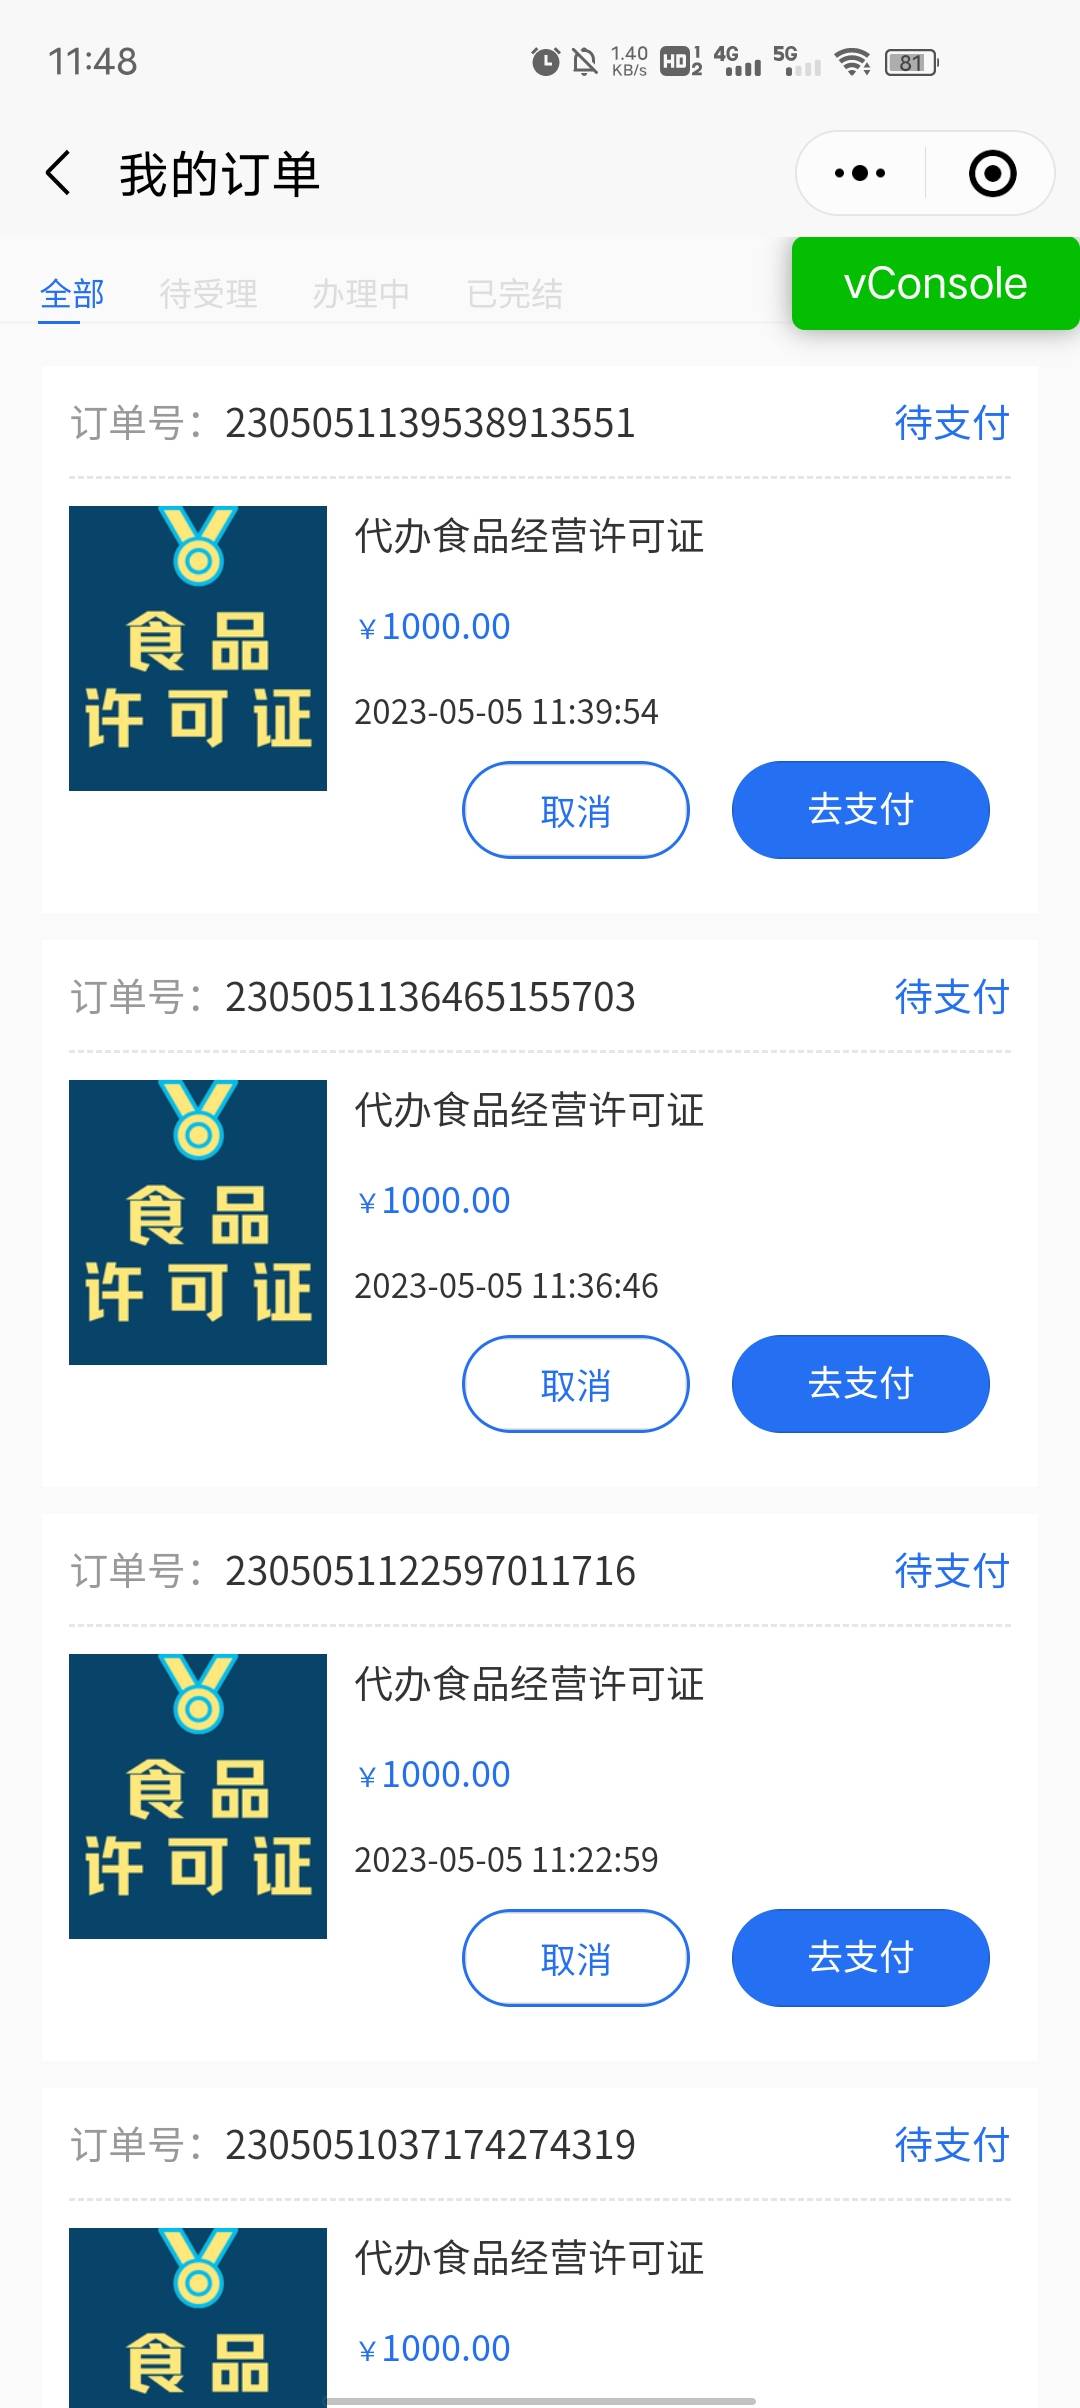 11:48
1.40 KB/s HD 1 2 4G 5G 81
我的订单
vConsole
全部 待受理 办理中 已完结
订单号：2305051139538913551 待支付
食品
许可证
代办食品经营许可证
¥1000.00
2023-05-05 11:39:54
取消 去支付
订单号：2305051136465155703 待支付
食品
许可证
代办食品经营许可证
¥1000.00
2023-05-05 11:36:46
取消 去支付
订单号：2305051122597011716 待支付
食品
许可证
代办食品经营许可证
¥1000.00
2023-05-05 11:22:59
取消 去支付
订单号：2305051037174274319 待支付
食品
代办食品经营许可证
¥1000.00